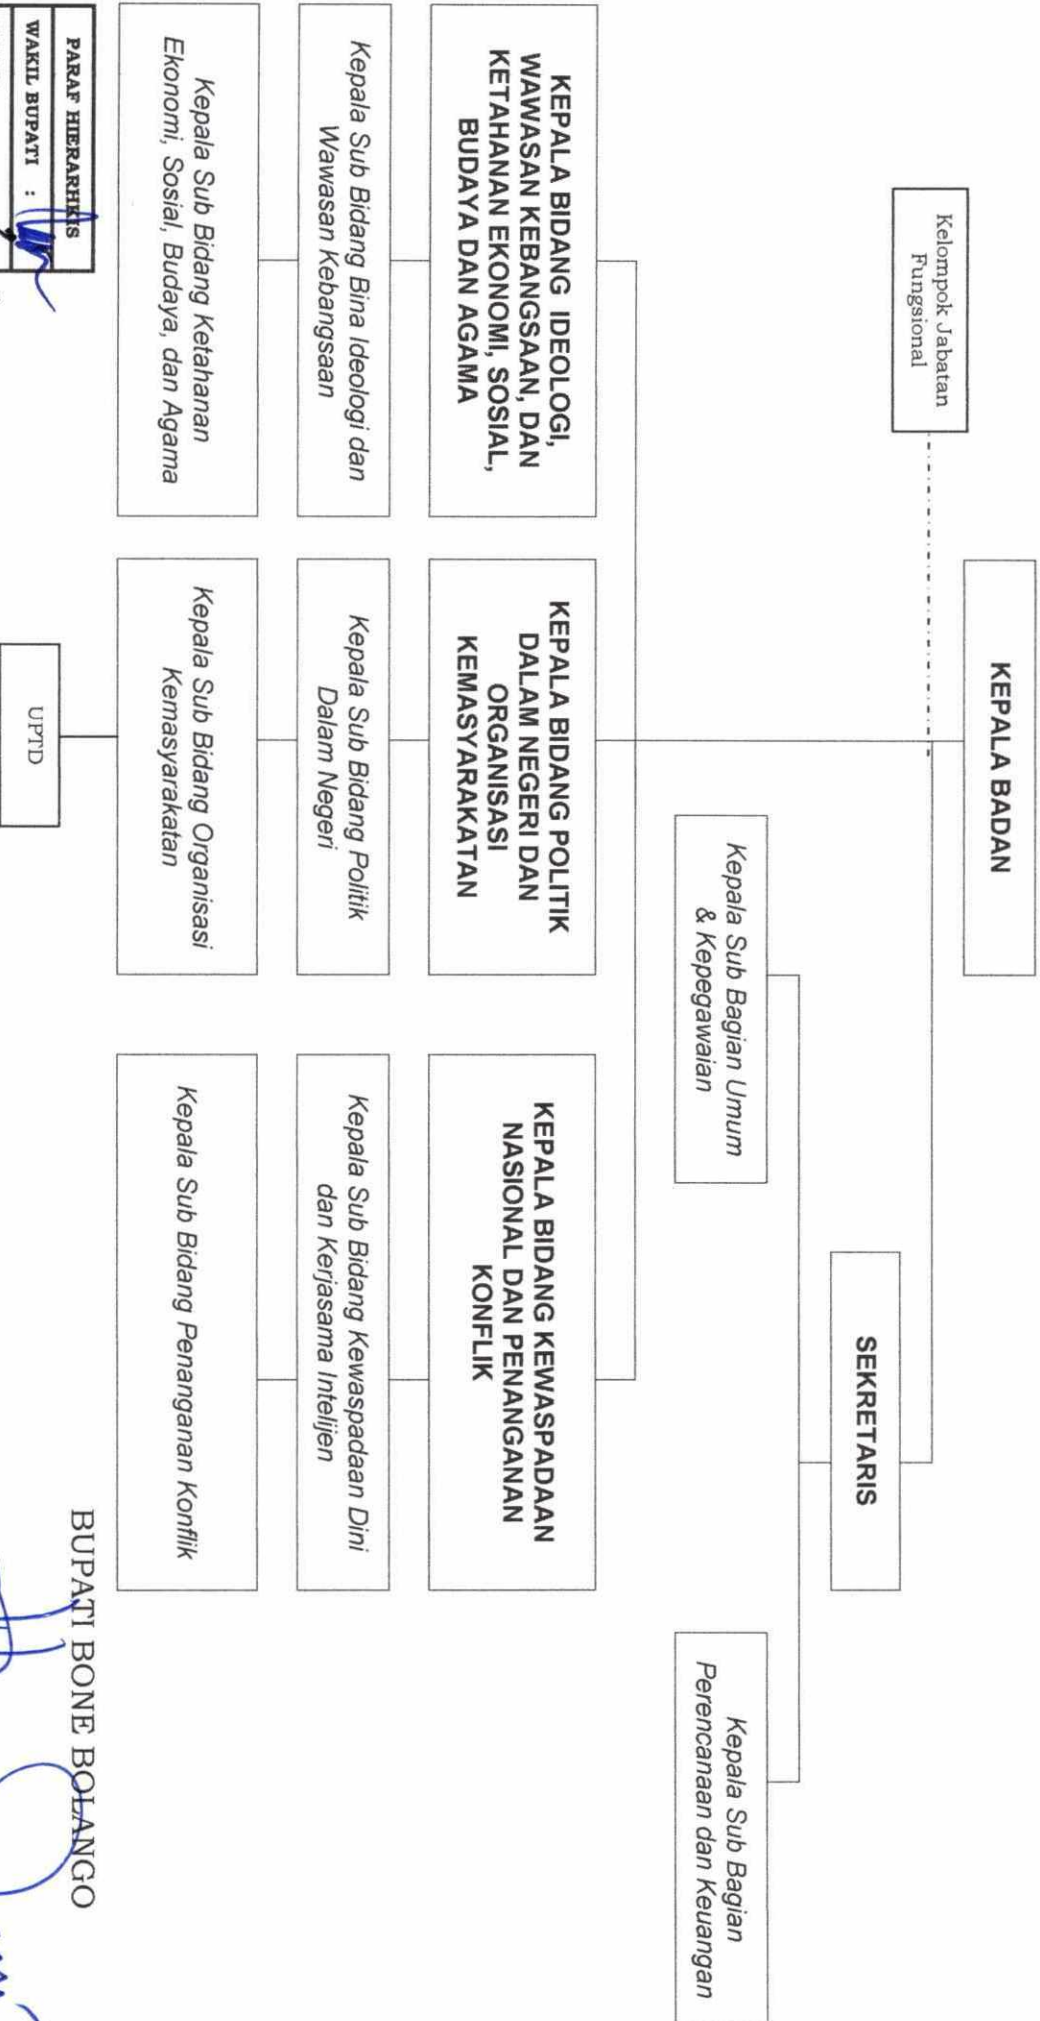 KEPALA BADAN
Kelompok Jabatan
Fungsional
SEKRETARIS
Kepala Sub Bagian Umum
& Kepegawaian
Kepala Sub Bagian
Perencanaan dan Keuangan
KEPALA BIDANG IDEOLOGI,
WAWASAN KEBANGSAAN, DAN
KETAHANAN EKONOMI, SOSIAL,
BUDAYA DAN AGAMA
KEPALA BIDANG POLITIK
DALAM NEGERI DAN
ORGANISASI
KEMASYARAKATAN
KEPALA BIDANG KEWASPADAAN
NASIONAL DAN PENANGANAN
KONFLIK
Kepala Sub Bidang Bina Ideologi dan
Wawasan Kebangsaan
Kepala Sub Bidang Politik
Dalam Negeri
Kepala Sub Bidang Kewaspadaan Dini
dan Kerjasama Intelijen
Kepala Sub Bidang Ketahanan
Ekonomi, Sosial, Budaya, dan Agama
Kepala Sub Bidang Organisasi
Kemasyarakatan
Kepala Sub Bidang Penanganan Konflik
UPTD
PARAF HIERARHKIS
WAKIL BUPATI :
BUPATI BONE BOLANGO